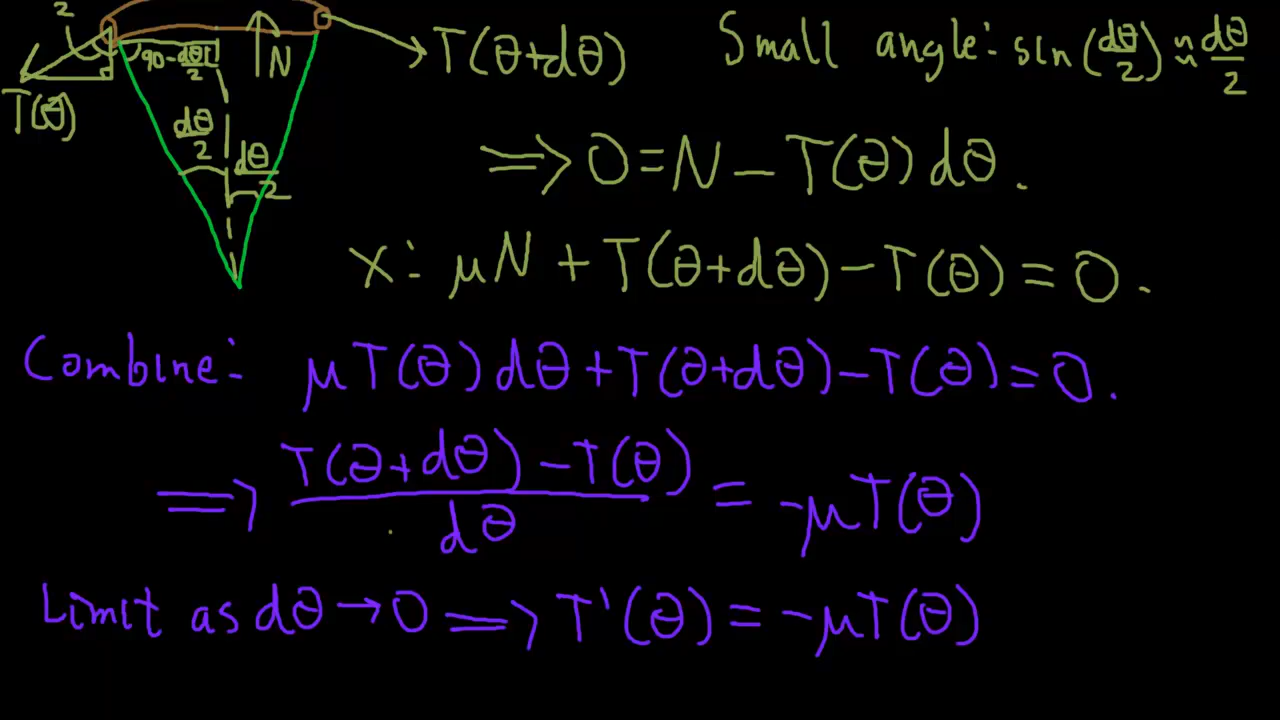 2
90-dθ/2
N
T(θ+dθ)
Small angle: sin(dθ/2) ≈ dθ/2
T(θ)
dθ/2
dθ/2
⟹ 0=N-T(θ)dθ.
x: μN+T(θ+dθ)-T(θ)=0.
Combine: μT(θ)dθ+T(θ+dθ)-T(θ)=0.
⟹ (T(θ+dθ)-T(θ))/dθ = -μT(θ)
Limit as dθ→0 ⟹ T'(θ)=-μT(θ)